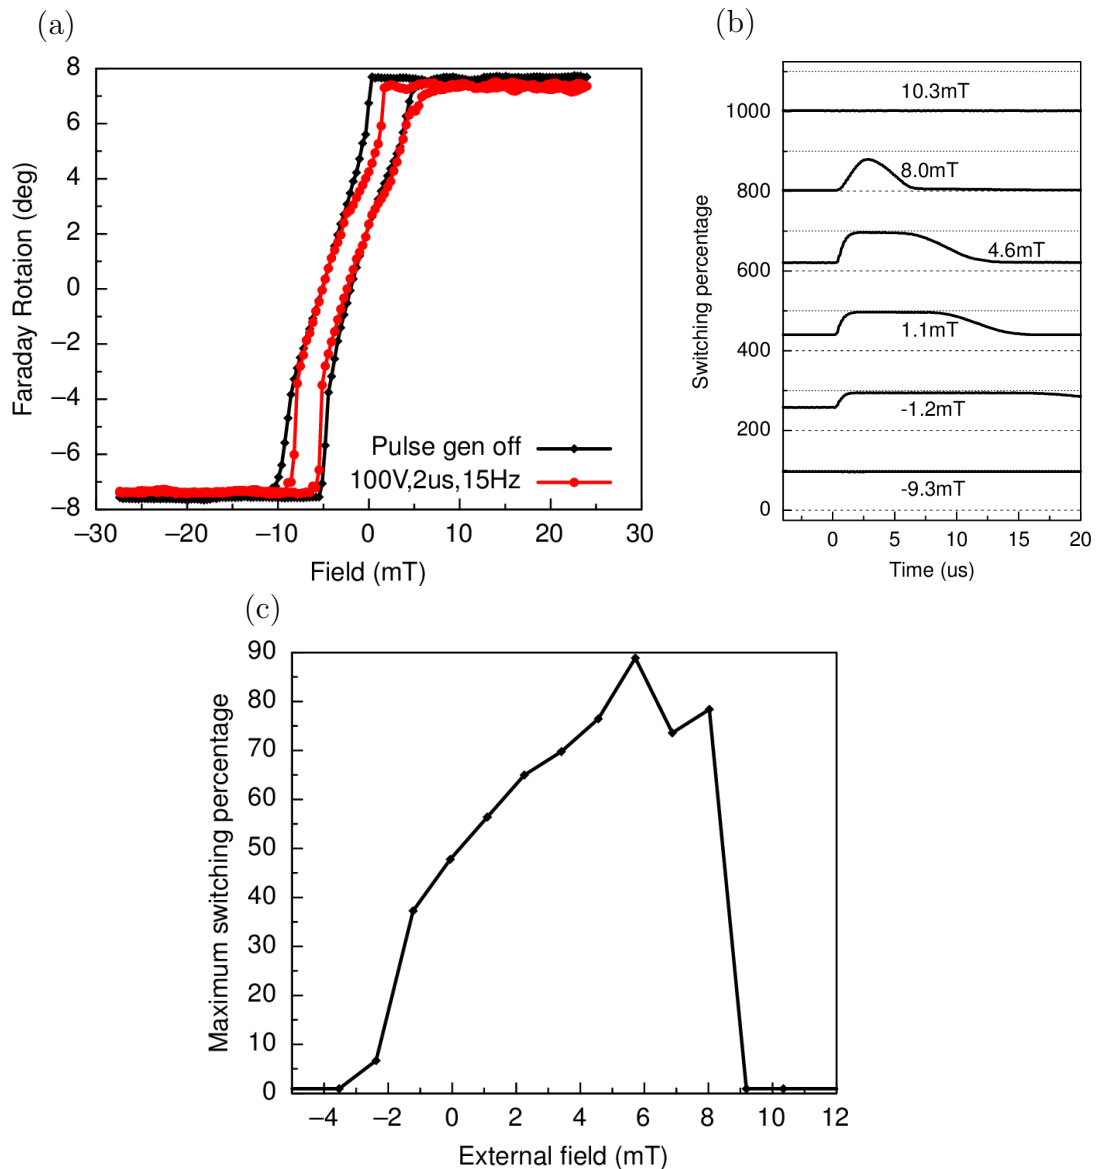 (a)
8
6
4
2
0
−2
−4
−6
−8
−30
−20
−10
0
10
20
30
Faraday Rotaion (deg)
Field (mT)
Pulse gen off
100V,2us,15Hz
(b)
1000
800
600
400
200
0
0
5
10
15
20
Switching percentage
Time (us)
10.3mT
8.0mT
4.6mT
1.1mT
-1.2mT
-9.3mT
(c)
90
80
70
60
50
40
30
20
10
0
−4
−2
0
2
4
6
8
10
12
Maximum switching percentage
External field (mT)